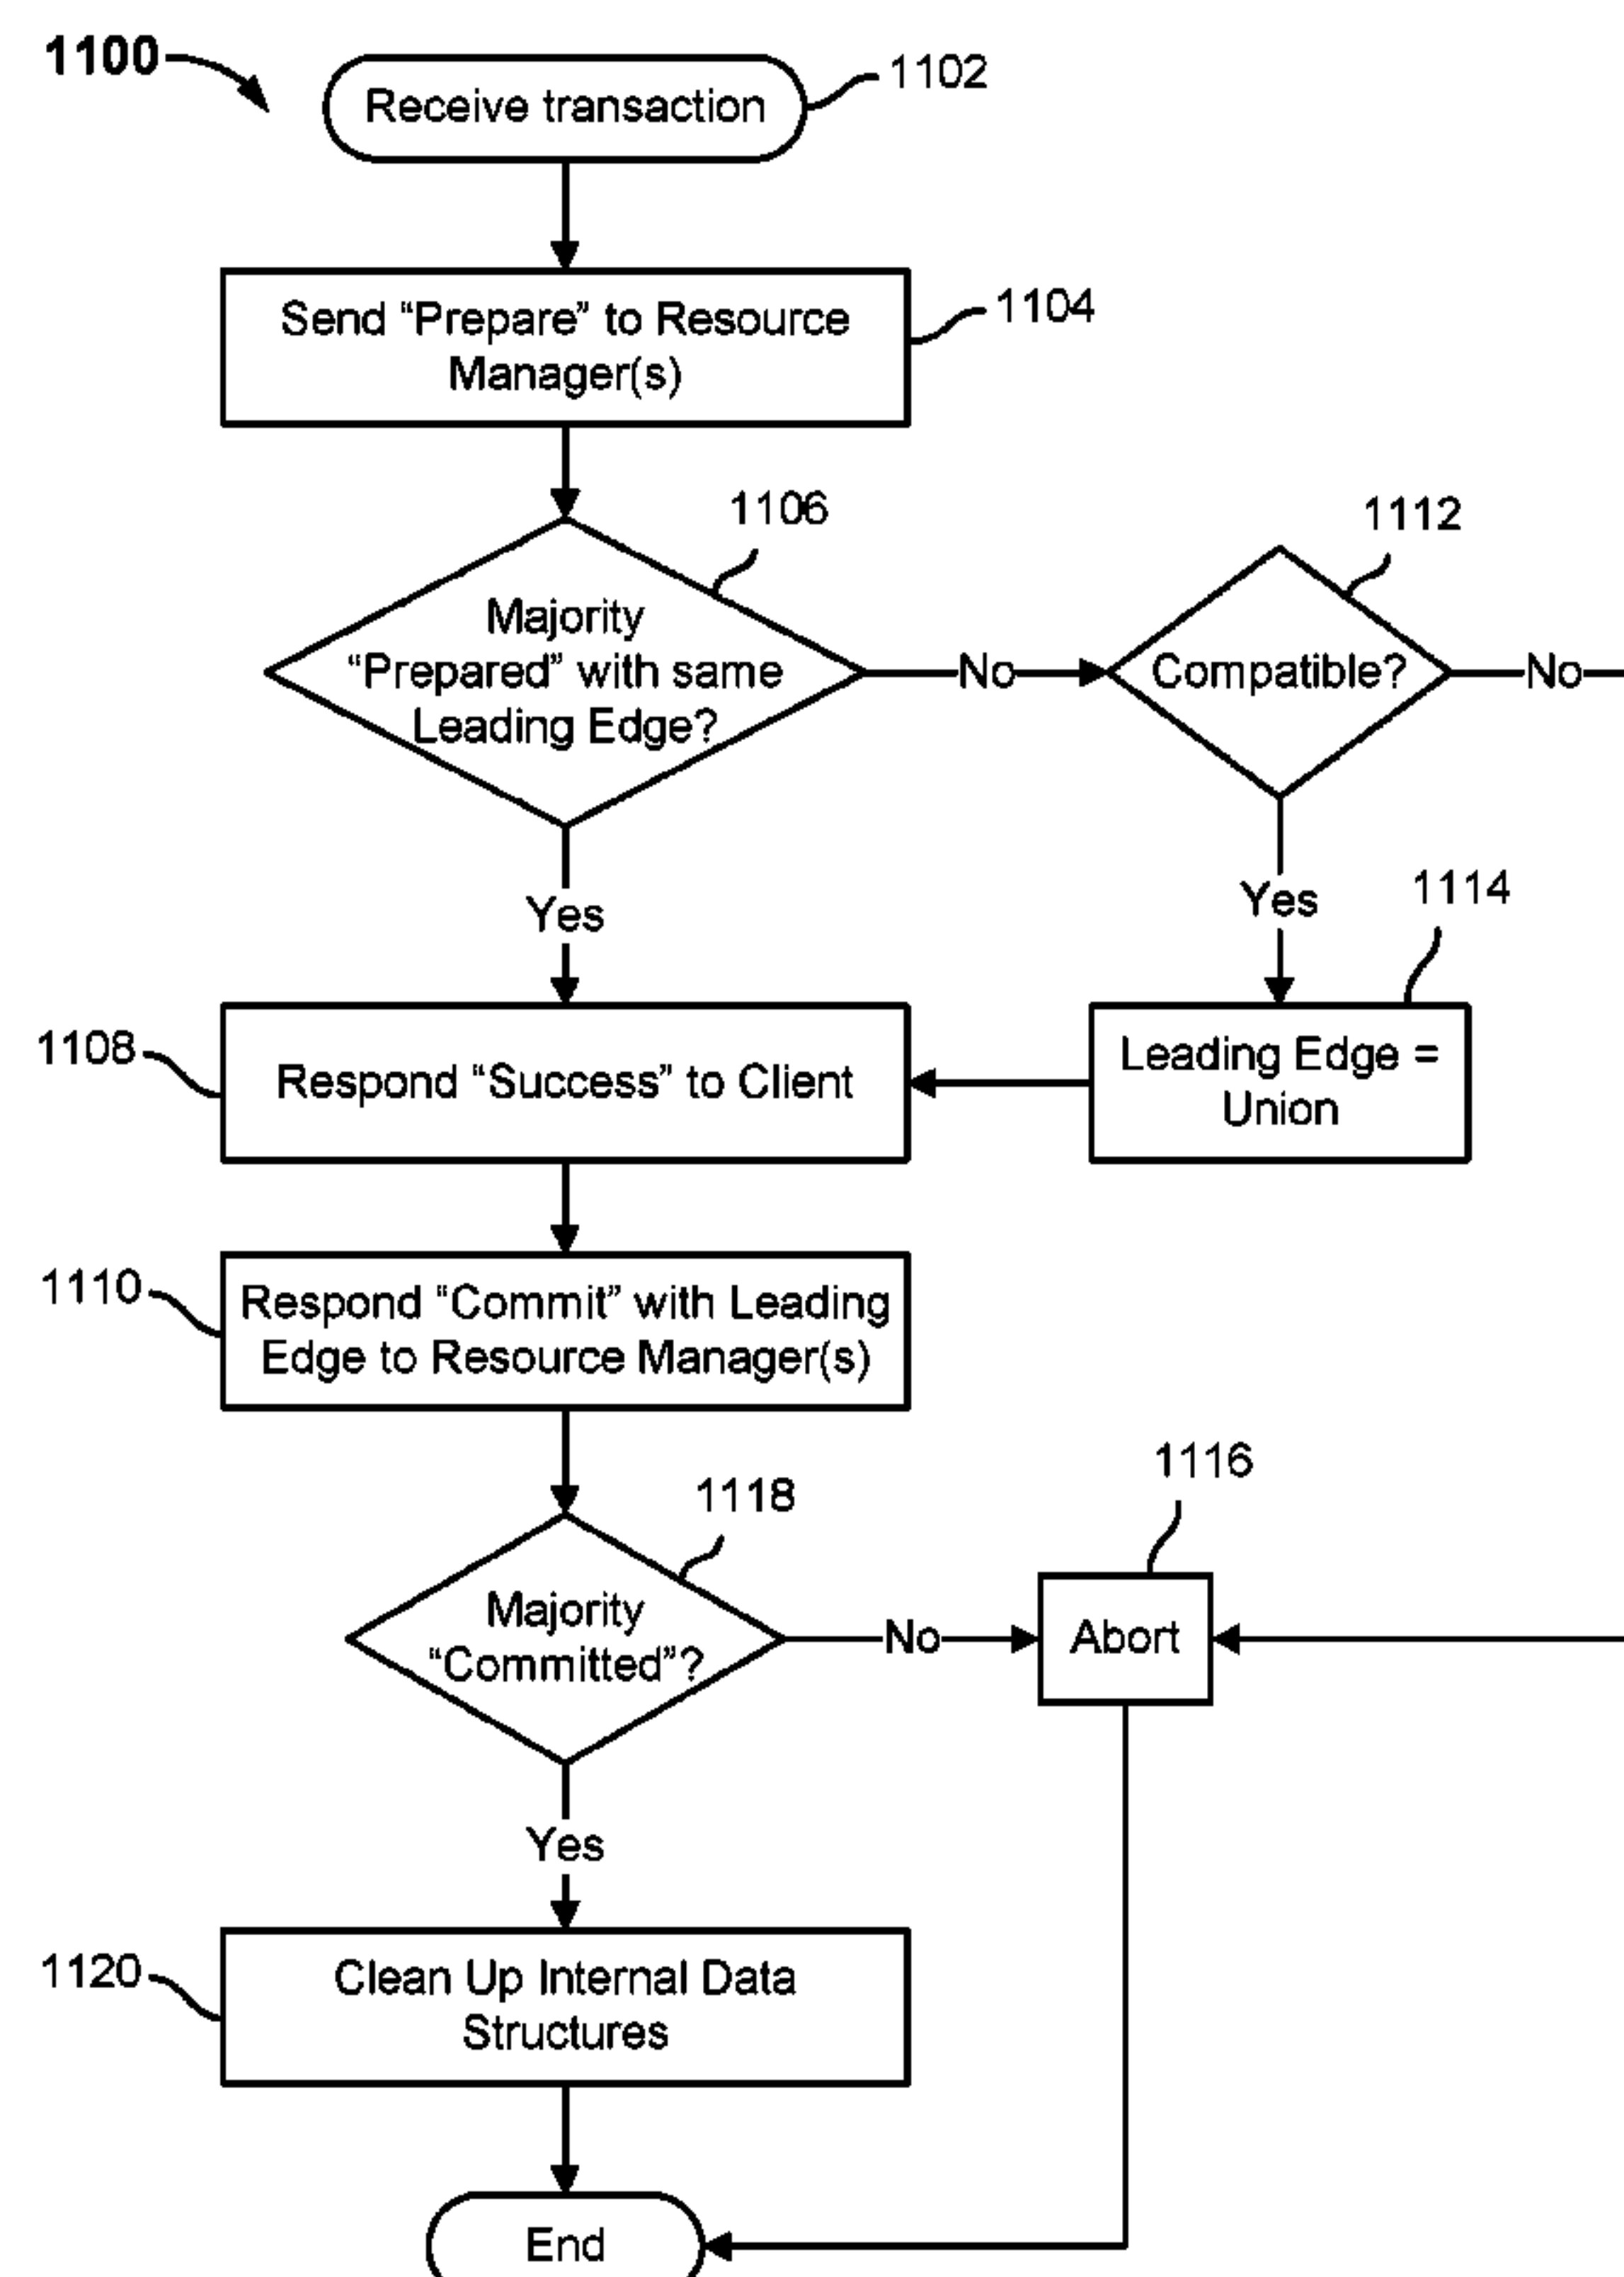 1100
Receive transaction
1102
Send “Prepare” to Resource
Manager(s)
1104
1106
Majority
“Prepared” with same
Leading Edge?
No
1112
Compatible?
No
Yes
Yes
1114
1108
Respond “Success” to Client
Leading Edge =
Union
1110
Respond “Commit” with Leading
Edge to Resource Manager(s)
1118
Majority
“Committed”?
No
1116
Abort
Yes
1120
Clean Up Internal Data
Structures
End